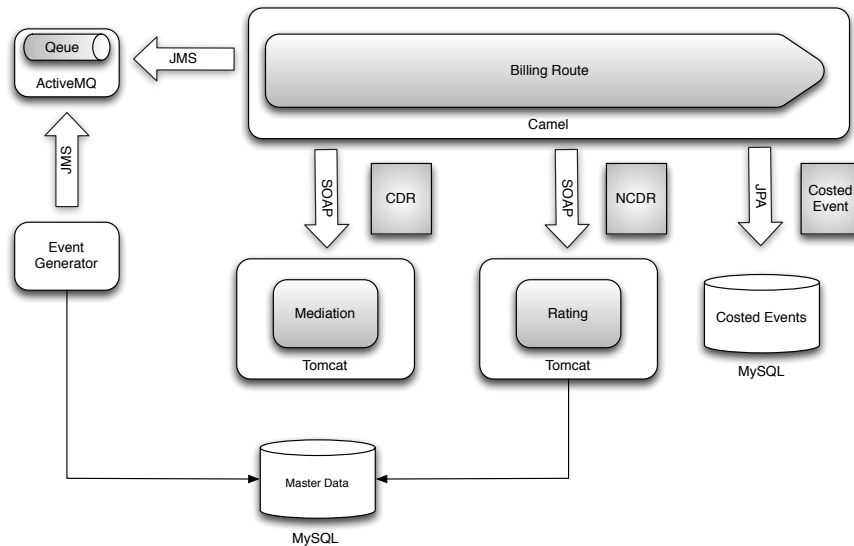 Qeue
ActiveMQ
JMS
Billing Route
Camel
JMS
SOAP
CDR
SOAP
NCDR
JPA
Costed
Event
Event
Generator
Mediation
Tomcat
Rating
Tomcat
Costed Events
MySQL
Master Data
MySQL